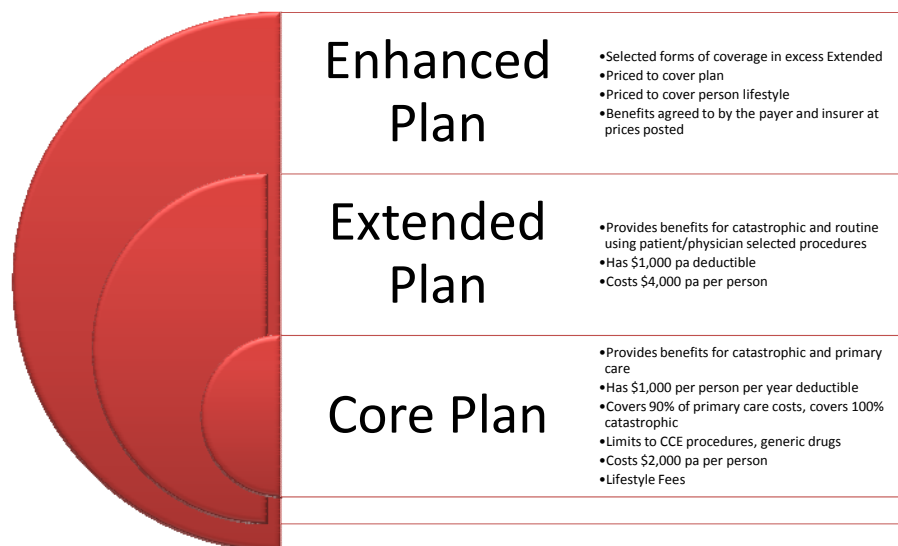 Enhanced
Plan
•Selected forms of coverage in excess Extended
•Priced to cover plan
•Priced to cover person lifestyle
•Benefits agreed to by the payer and insurer at
prices posted
Extended
Plan
•Provides benefits for catastrophic and routine
using patient/physician selected procedures
•Has $1,000 pa deductible
•Costs $4,000 pa per person
Core Plan
•Provides benefits for catastrophic and primary
care
•Has $1,000 per person per year deductible
•Covers 90% of primary care costs, covers 100%
catastrophic
•Limits to CCE procedures, generic drugs
•Costs $2,000 pa per person
•Lifestyle Fees